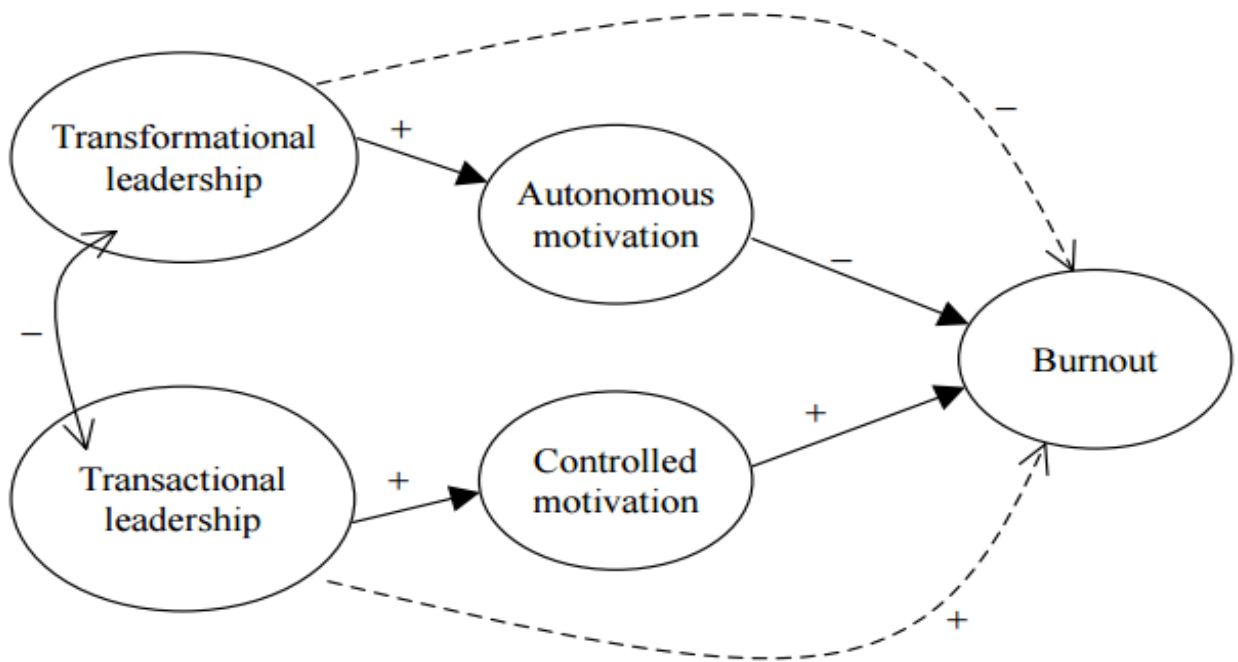 Transformational
leadership
+
–
Autonomous
motivation
–
–
Burnout
+
Controlled
motivation
+
Transactional
leadership
+